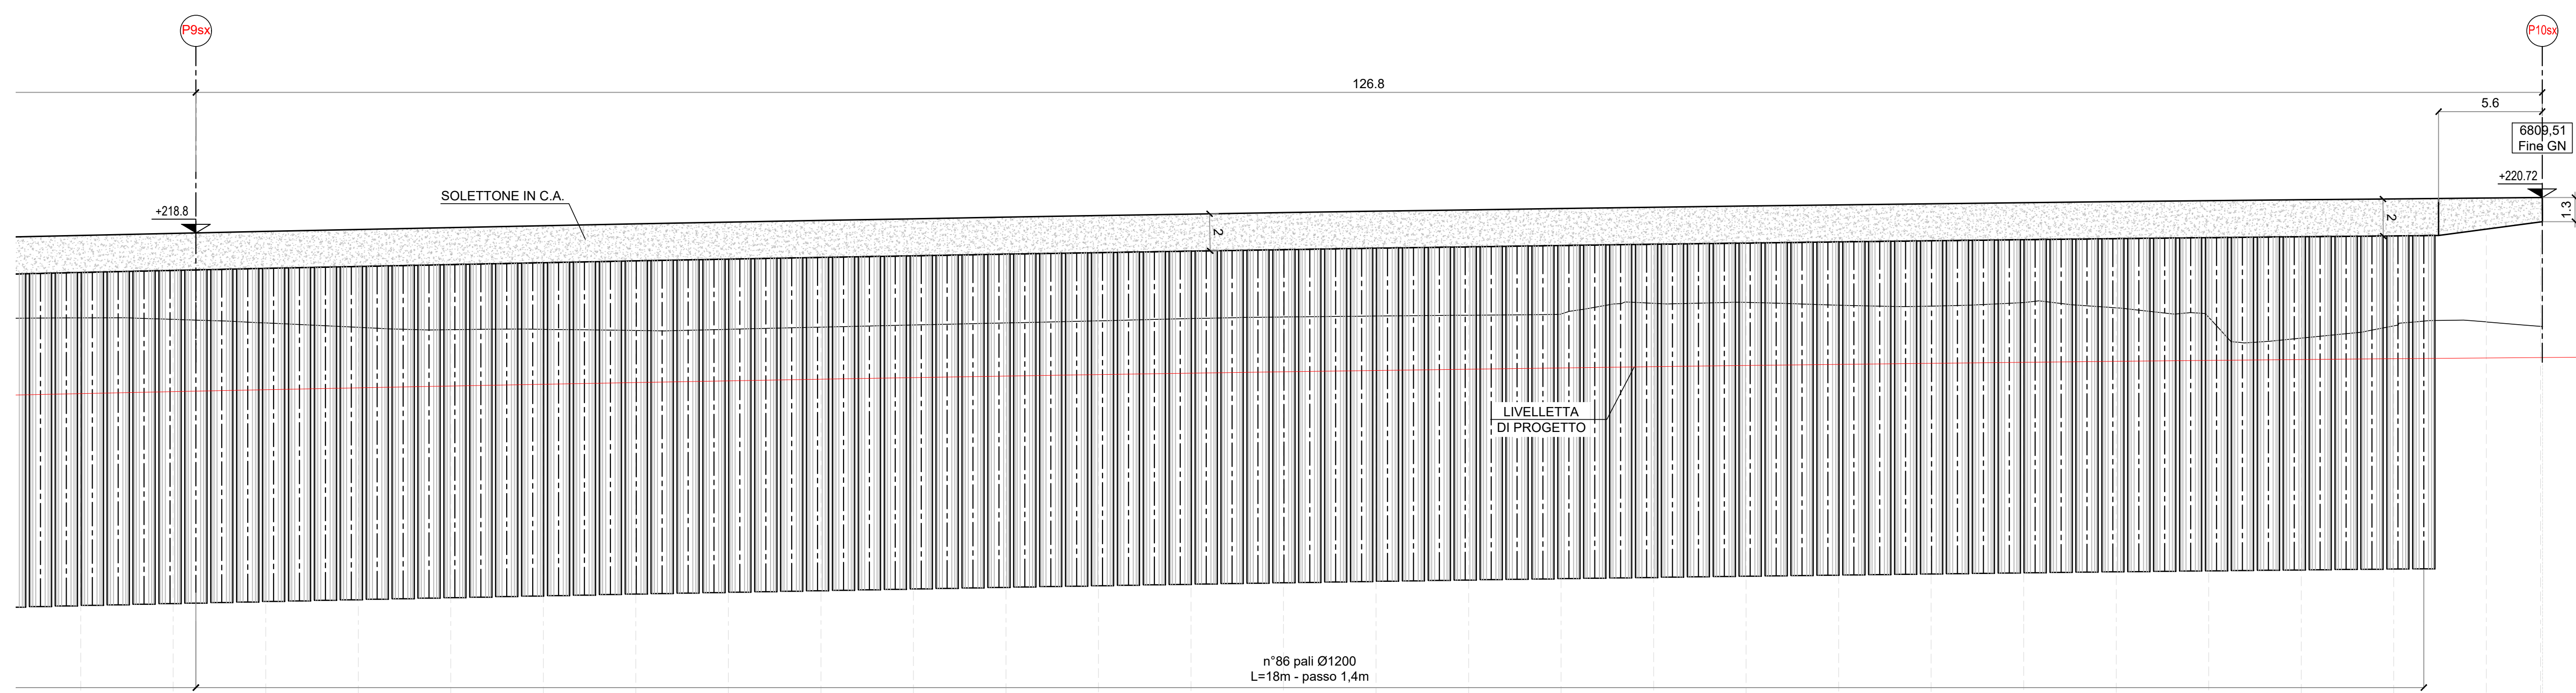 P9sx
P10sx
126.8
5.6
6809,51
Fine GN
+220.72
SOLETTONE IN C.A.
+218.8
2
2
1.3
LIVELLETTA
DI PROGETTO
n°86 pali Ø1200
L=18m - passo 1,4m